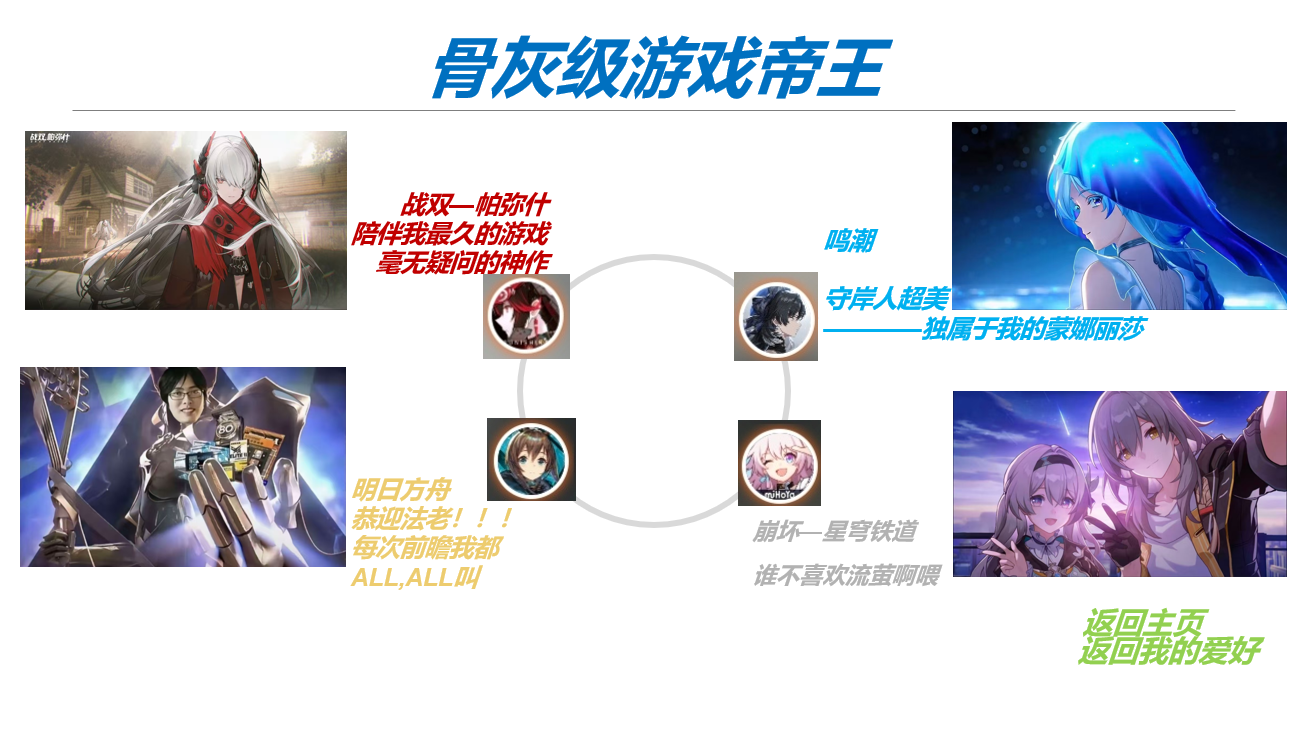 骨灰级游戏帝王
战双 帕弥什
战双—帕弥什
陪伴我最久的游戏
毫无疑问的神作
鸣潮
守岸人超美
————独属于我的蒙娜丽莎
明日方舟
恭迎法老！！！
每次前瞻我都
ALL,ALL叫
miHoYo
崩坏—星穹铁道
谁不喜欢流萤啊喂
返回主页
返回我的爱好